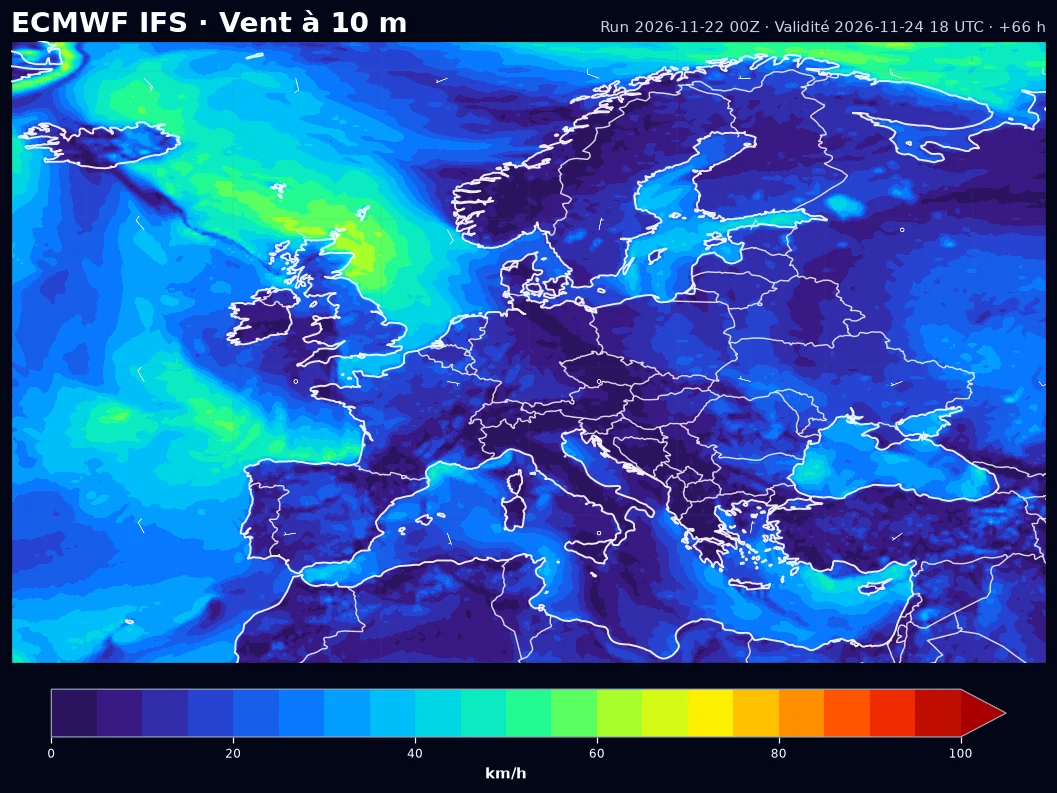 ECMWF IFS · Vent à 10 m
Run 2026-11-22 00Z · Validité 2026-11-24 18 UTC · +66 h
0 20 40 60 80 100
km/h